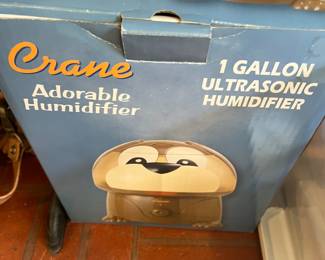 Crane
Adorable
Humidifier
1 GALLON
ULTRASONIC
HUMIDIFIER